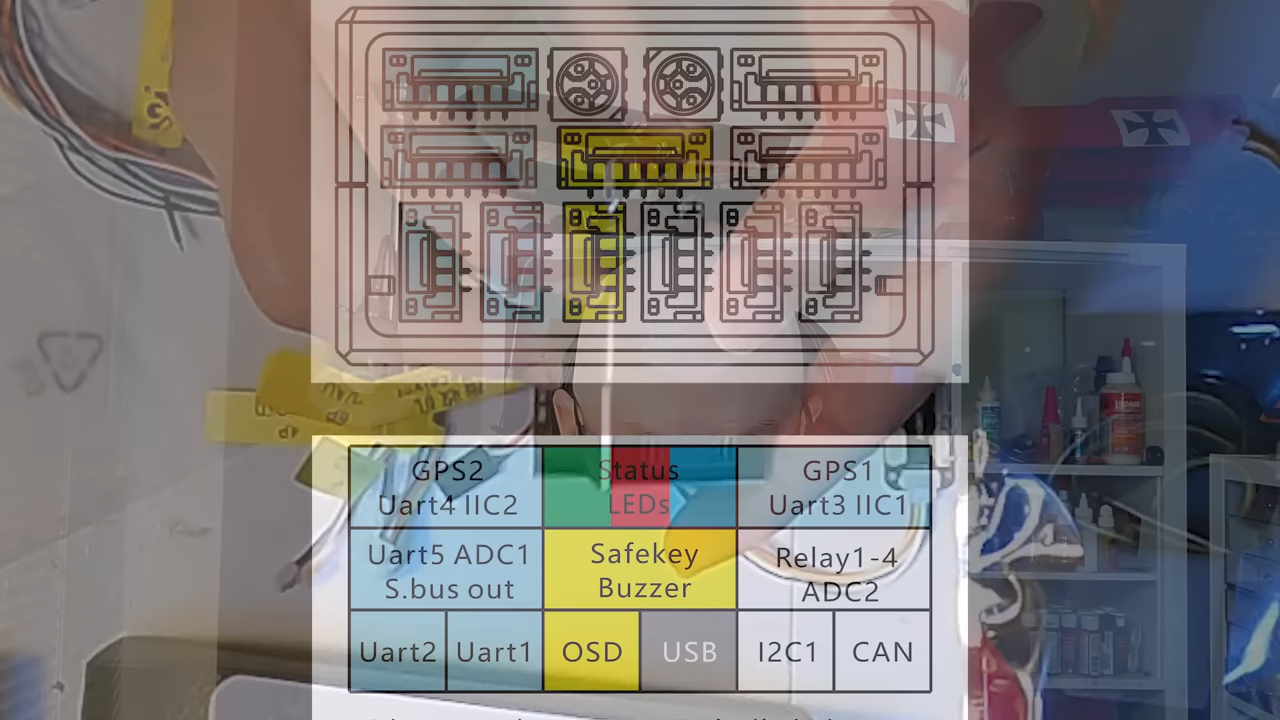 GPS2
Uart4 IIC2
Status
LEDs
GPS1
Uart3 IIC1
Uart5 ADC1
S.bus out
Safekey
Buzzer
Relay1-4
ADC2
Uart2
Uart1
OSD
USB
I2C1
CAN